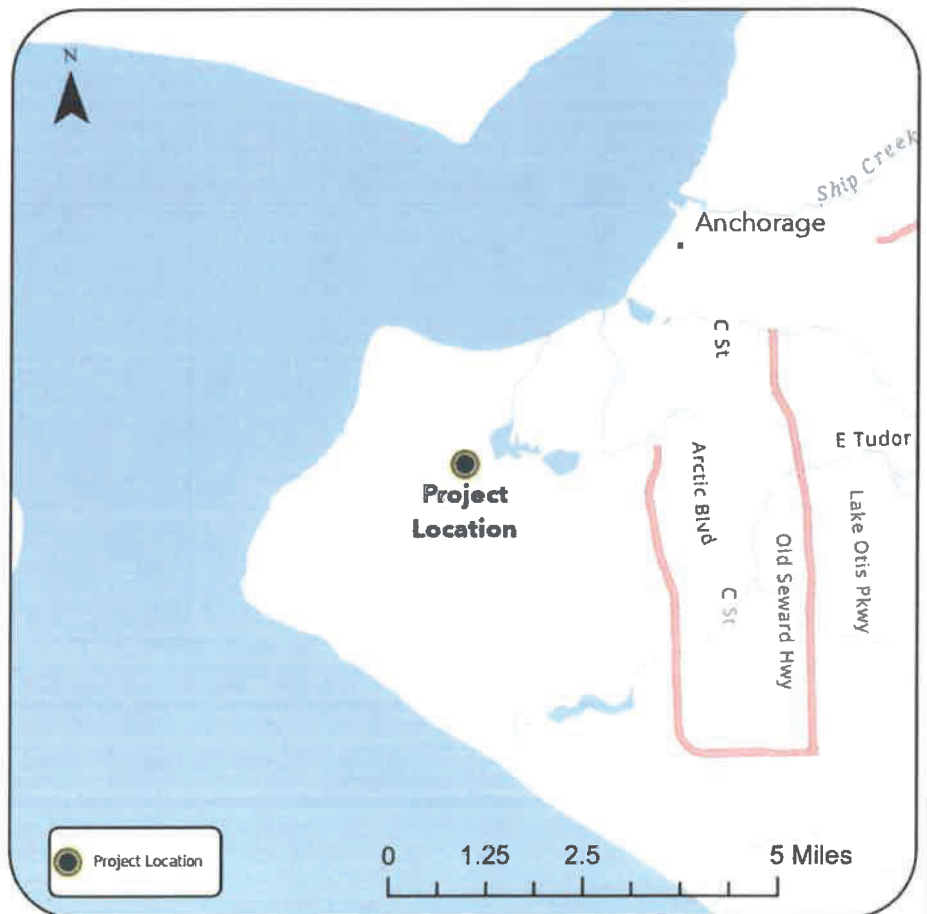 N
Ship Creek
Anchorage
C St
E Tudor
Arctic Blvd
Project
Location
Lake Otis Pkwy
Old Seward Hwy
C St
Project Location
0 1.25 2.5 5 Miles